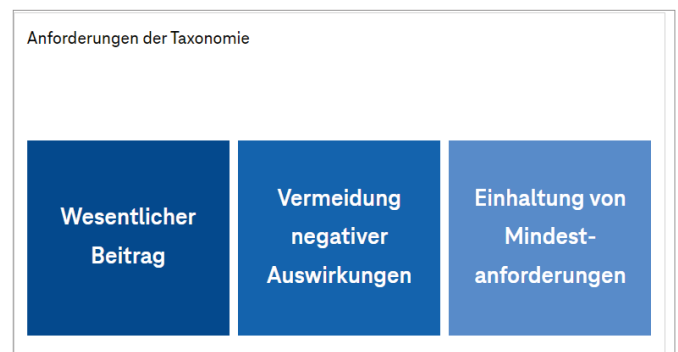 Anforderungen der Taxonomie
Wesentlicher
Beitrag
Vermeidung
negativer
Auswirkungen
Einhaltung von
Mindest-
anforderungen